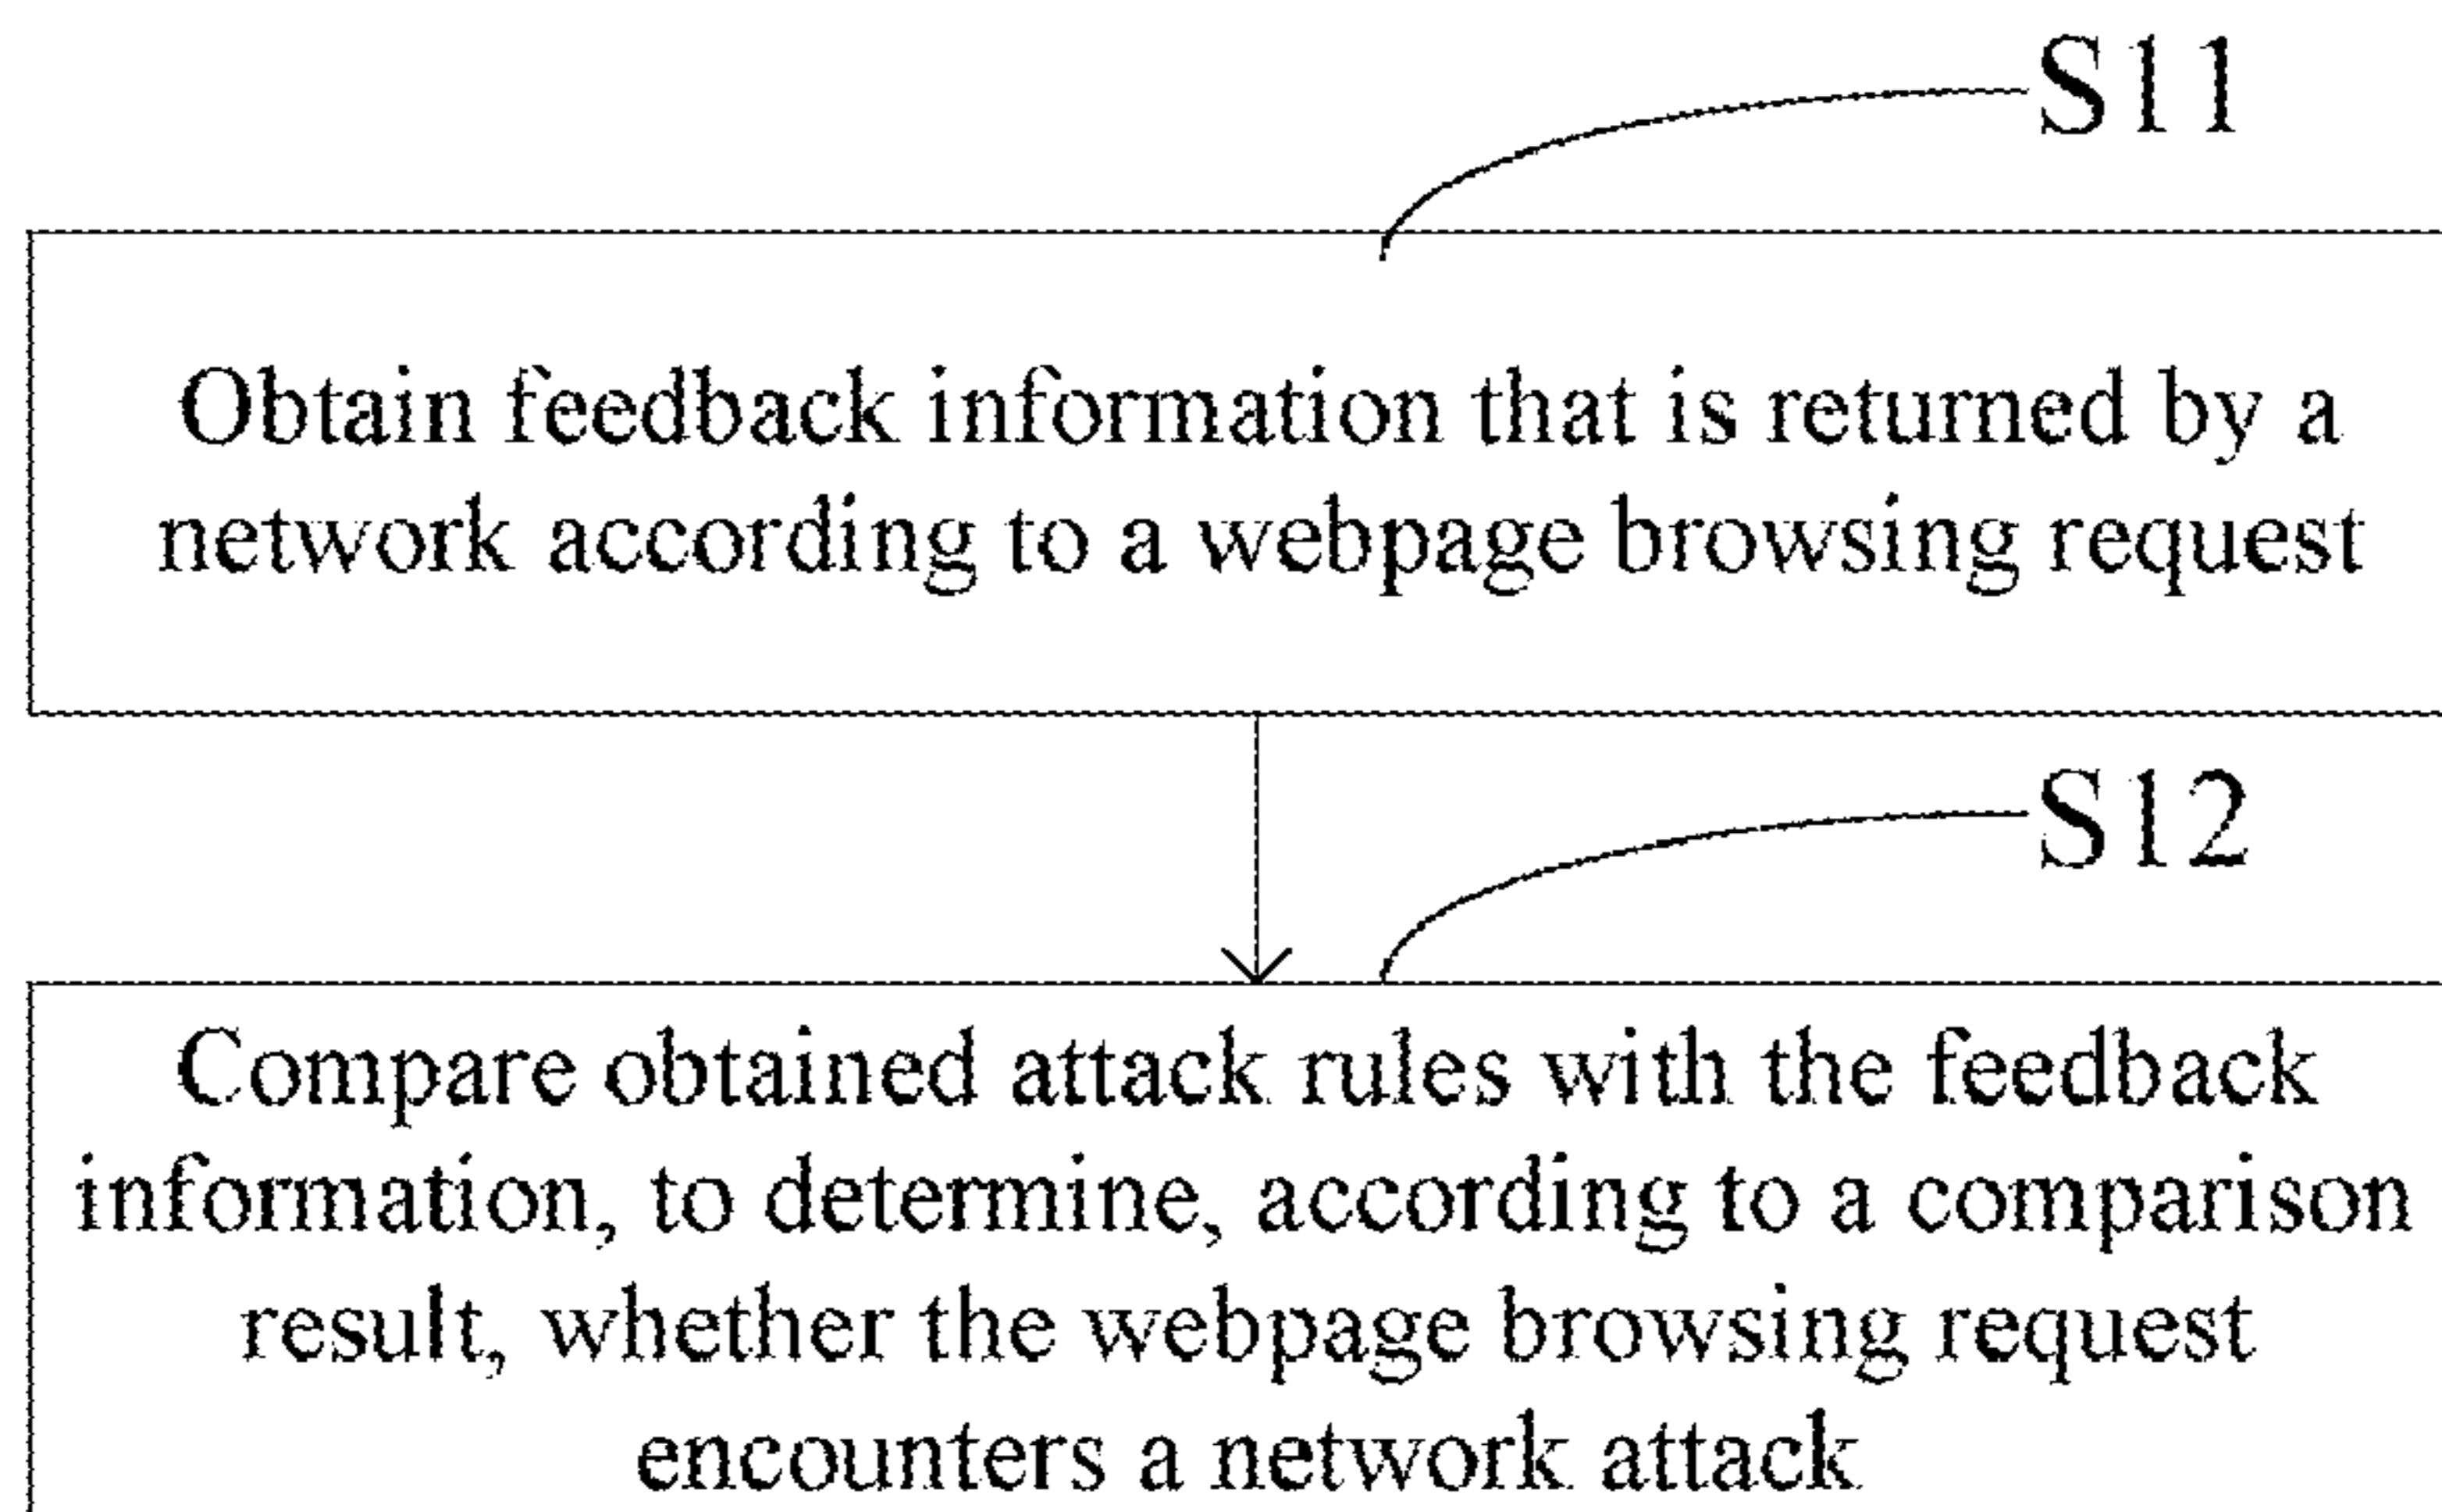 S11
Obtain feedback information that is returned by a
network according to a webpage browsing request
S12
Compare obtained attack rules with the feedback
information, to determine, according to a comparison
result, whether the webpage browsing request
encounters a network attack